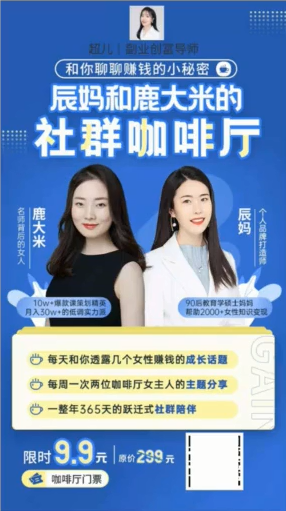 超儿｜副业创富导师
和你聊聊赚钱的小秘密
辰妈和鹿大米的
社群咖啡厅
名师背后的女人
鹿大米
辰妈
个人品牌打造师
10w+爆款课策划精英
月入30w+的低调实力派
90后教育学硕士妈妈
帮助2000+女性知识变现
每天和你透露几个女性赚钱的成长话题
每周一次两位咖啡厅女主人的主题分享
一整年365天的跃迁式社群陪伴
GAIN
限时9.9元
原价299元
咖啡厅门票